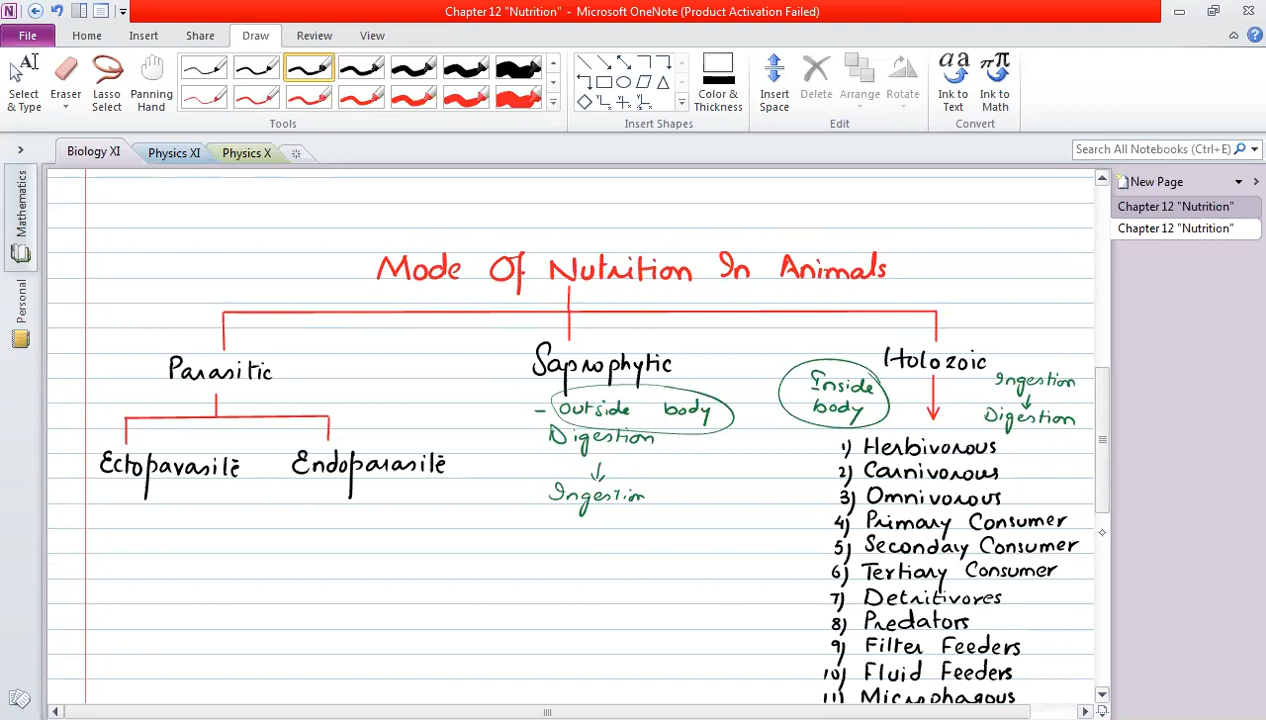 Chapter 12 "Nutrition" - Microsoft OneNote (Product Activation Failed)
File Home Insert Share Draw Review View
Select & Type
Eraser
Lasso Select
Panning Hand
Color & Thickness
Insert Space
Delete
Arrange
Rotate
Ink to Text
Ink to Math
Tools
Insert Shapes
Edit
Convert
Biology XI Physics XI Physics X
Search All Notebooks (Ctrl+E)
Mathematics
Personal
New Page
Chapter 12 "Nutrition"
Chapter 12 "Nutrition"
Mode Of Nutrition In Animals
Parasitic
Ectoparasite Endoparasite
Saprophytic
- Outside body
Digestion
Ingestion
Holozoic
Inside body
Ingestion
Digestion
1) Herbivorous
2) Carnivorous
3) Omnivorous
4) Primary Consumer
5) Seconday Consumer
6) Tertiary Consumer
7) Detritivores
8) Predators
9) Filter Feeders
10) Fluid Feeders
11) Microphagous